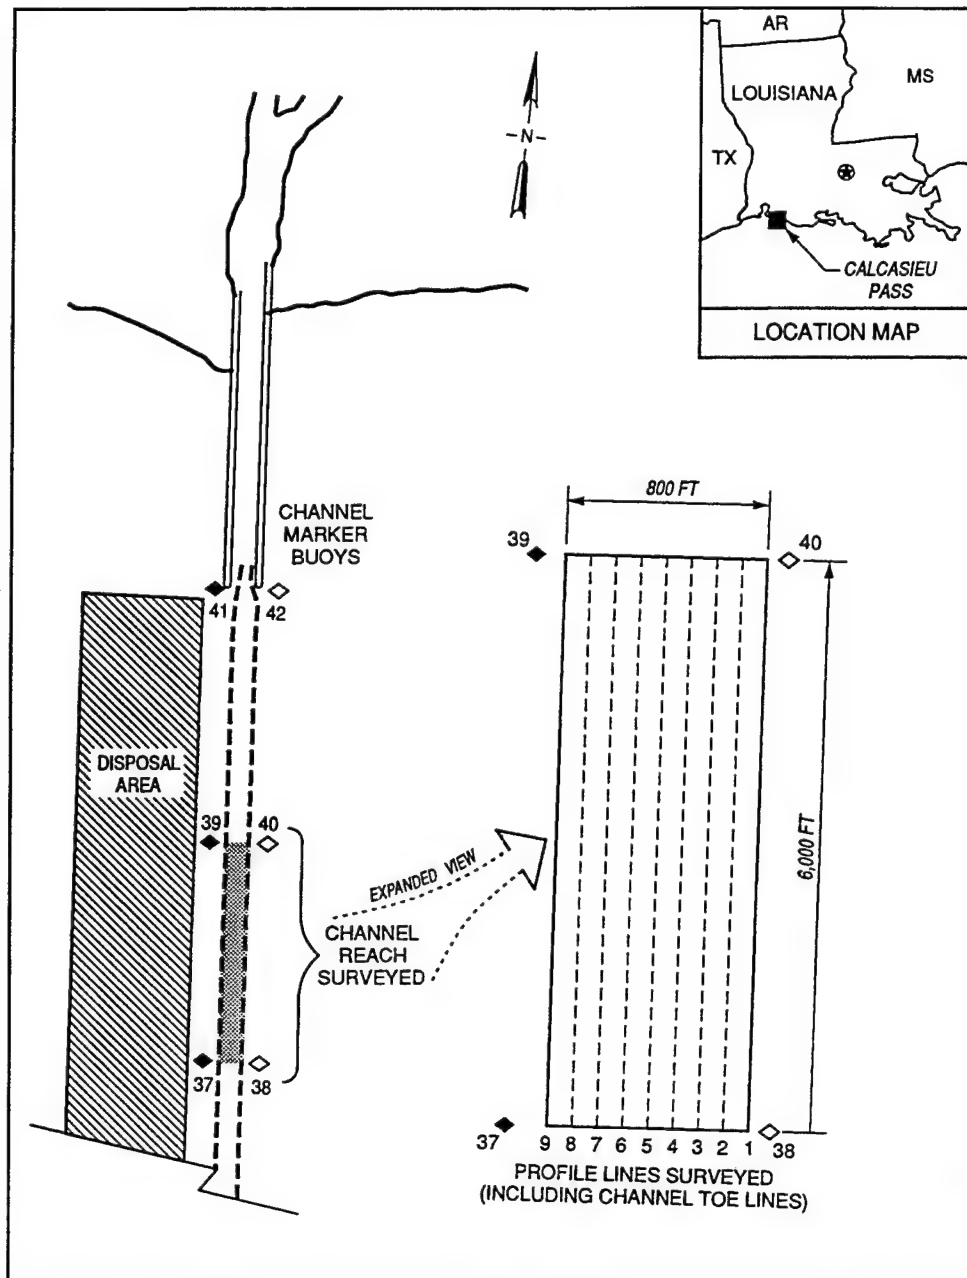 AR
LOUISIANA
MS
TX
CALCASIEU
PASS
LOCATION MAP
N
CHANNEL
MARKER
BUOYS
41
42
DISPOSAL
AREA
39
40
EXPANDED VIEW
CHANNEL
REACH
SURVEYED
37
38
800 FT
39
40
6,000 FT
37
9 8 7 6 5 4 3 2 1
38
PROFILE LINES SURVEYED
(INCLUDING CHANNEL TOE LINES)